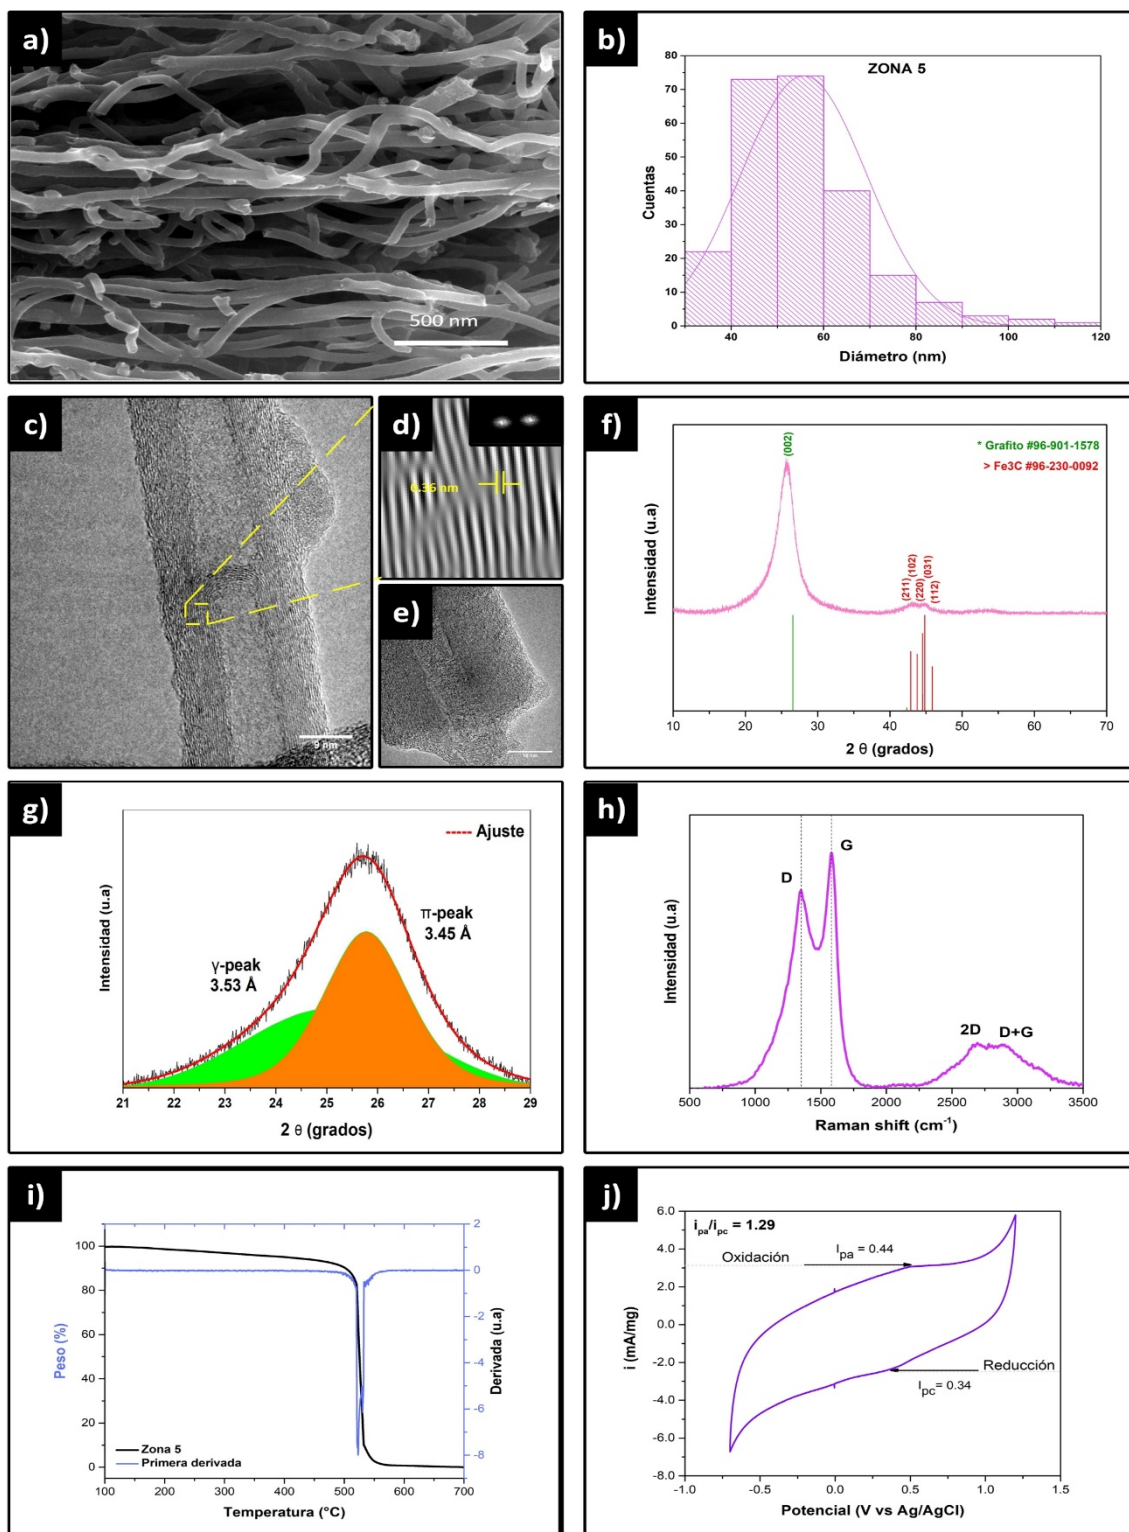 a)
500 nm
b)
ZONA 5
80
70
60
50
40
30
20
10
0
Cuentas
40
60
80
100
120
Diámetro (nm)
c)
9 nm
d)
0.36 nm
e)
f)
(002)
* Grafito #96-901-1578
> Fe3C #96-230-0092
(211)
(102)
(220)
(031)
(112)
Intensidad (u.a)
10
20
30
40
50
60
70
2 θ (grados)
g)
----- Ajuste
π-peak
3.45 Å
γ-peak
3.53 Å
Intensidad (u.a)
21
22
23
24
25
26
27
28
29
2 θ (grados)
h)
D
G
2D
D+G
Intensidad (u.a)
500
1000
1500
2000
2500
3000
3500
Raman shift (cm⁻¹)
i)
100
80
60
40
20
0
Peso (%)
2
0
-2
-4
-6
-8
Derivada (u.a)
Zona 5
Primera derivada
100
200
300
400
500
600
700
Temperatura (°C)
j)
iₚₐ/iₚc = 1.29
Oxidación
Iₚₐ = 0.44
Reducción
Iₚc = 0.34
6.0
4.0
2.0
0.0
-2.0
-4.0
-6.0
-8.0
i (mA/mg)
-1.0
-0.5
0.0
0.5
1.0
1.5
Potencial (V vs Ag/AgCl)